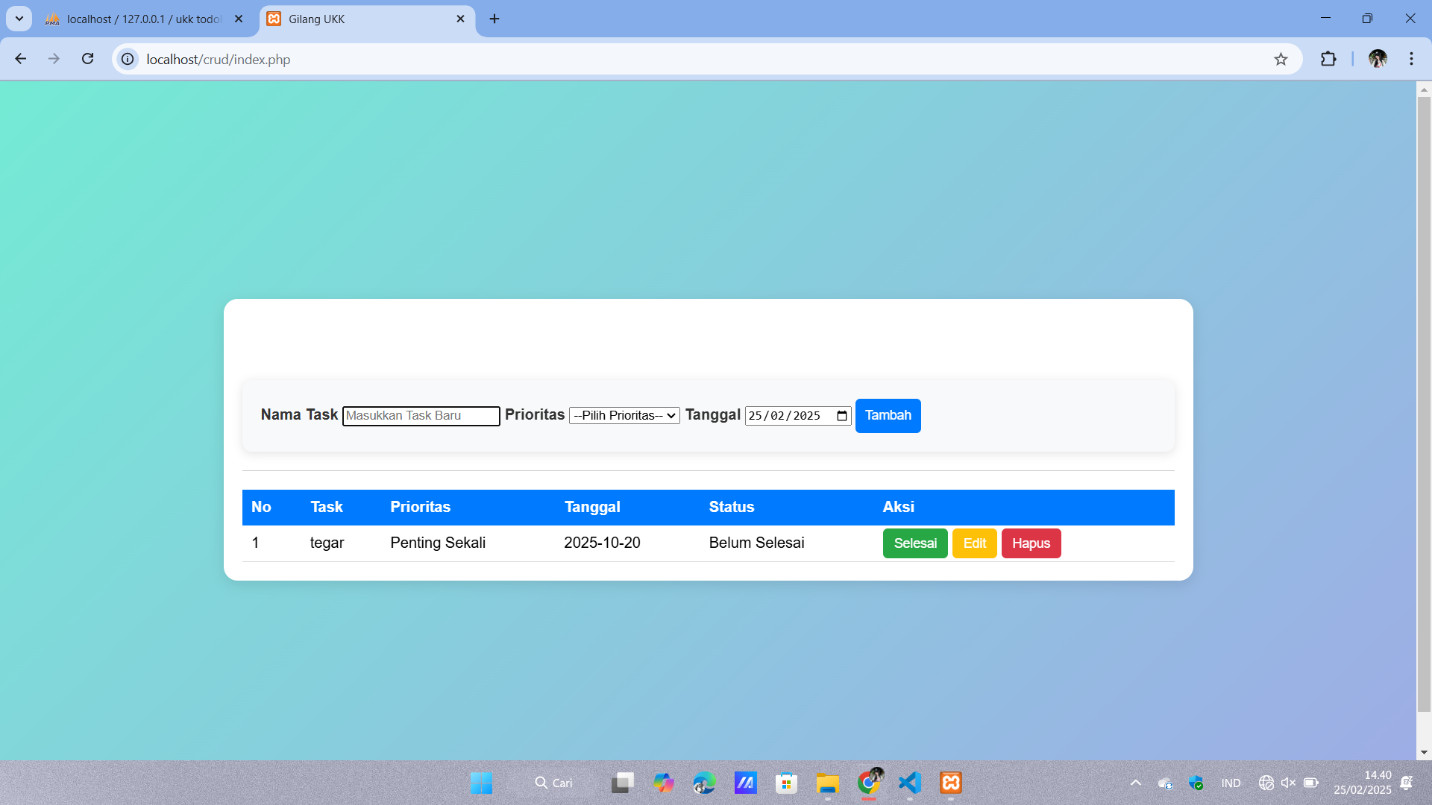 localhost / 127.0.0.1 / ukk todo
Gilang UKK
localhost/crud/index.php
Nama Task Masukkan Task Baru Prioritas --Pilih Prioritas-- Tanggal 25/02/2025 Tambah
No Task Prioritas Tanggal Status Aksi
1 tegar Penting Sekali 2025-10-20 Belum Selesai Selesai Edit Hapus
Cari
IND
14.40
25/02/2025